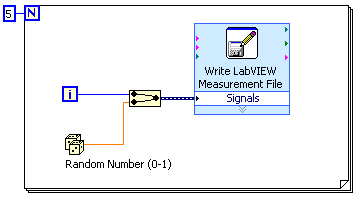 5 N
Write LabVIEW
Measurement File
Signals
i
Random Number (0-1)